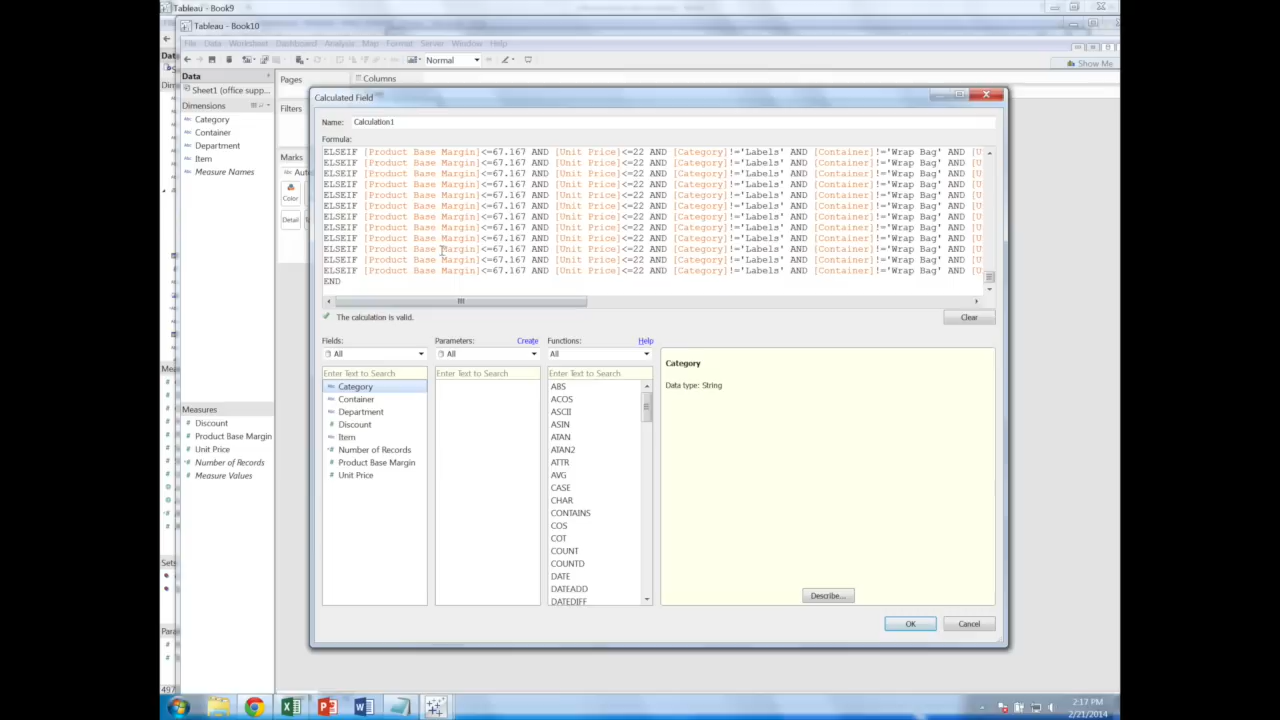 Tableau - Book9
Tableau - Book10
File Data Worksheet Dashboard Analysis Map Format Server Window Help
Normal
Show Me
Data
Sheet1 (office supp...
Dimensions
Category
Container
Department
Item
Measure Names
Measures
Discount
Product Base Margin
Unit Price
Number of Records
Measure Values
Sets
497
Pages
Columns
Filters
Marks
Color
Detail
Calculated Field
Name: Calculation1
Formula:
ELSEIF [Product Base Margin]<=67.167 AND [Unit Price]<=22 AND [Category]!='Labels' AND [Container]!='Wrap Bag' AND [U
ELSEIF [Product Base Margin]<=67.167 AND [Unit Price]<=22 AND [Category]!='Labels' AND [Container]!='Wrap Bag' AND [U
ELSEIF [Product Base Margin]<=67.167 AND [Unit Price]<=22 AND [Category]!='Labels' AND [Container]!='Wrap Bag' AND [U
ELSEIF [Product Base Margin]<=67.167 AND [Unit Price]<=22 AND [Category]!='Labels' AND [Container]!='Wrap Bag' AND [U
ELSEIF [Product Base Margin]<=67.167 AND [Unit Price]<=22 AND [Category]!='Labels' AND [Container]!='Wrap Bag' AND [U
ELSEIF [Product Base Margin]<=67.167 AND [Unit Price]<=22 AND [Category]!='Labels' AND [Container]!='Wrap Bag' AND [U
ELSEIF [Product Base Margin]<=67.167 AND [Unit Price]<=22 AND [Category]!='Labels' AND [Container]!='Wrap Bag' AND [U
ELSEIF [Product Base Margin]<=67.167 AND [Unit Price]<=22 AND [Category]!='Labels' AND [Container]!='Wrap Bag' AND [U
ELSEIF [Product Base Margin]<=67.167 AND [Unit Price]<=22 AND [Category]!='Labels' AND [Container]!='Wrap Bag' AND [U
ELSEIF [Product Base Margin]<=67.167 AND [Unit Price]<=22 AND [Category]!='Labels' AND [Container]!='Wrap Bag' AND [U
ELSEIF [Product Base Margin]<=67.167 AND [Unit Price]<=22 AND [Category]!='Labels' AND [Container]!='Wrap Bag' AND [U
ELSEIF [Product Base Margin]<=67.167 AND [Unit Price]<=22 AND [Category]!='Labels' AND [Container]!='Wrap Bag' AND [U
END
The calculation is valid.
Clear
Fields:
All
Enter Text to Search
Category
Container
Department
Discount
Item
Number of Records
Product Base Margin
Unit Price
Parameters: Create
All
Enter Text to Search
Functions: Help
All
Enter Text to Search
ABS
ACOS
ASCII
ASIN
ATAN
ATAN2
ATTR
AVG
CASE
CHAR
CONTAINS
COS
COT
COUNT
COUNTD
DATE
DATEADD
DATEDIFF
Category
Data type: String
Describe...
OK
Cancel
2:17 PM
2/21/2014